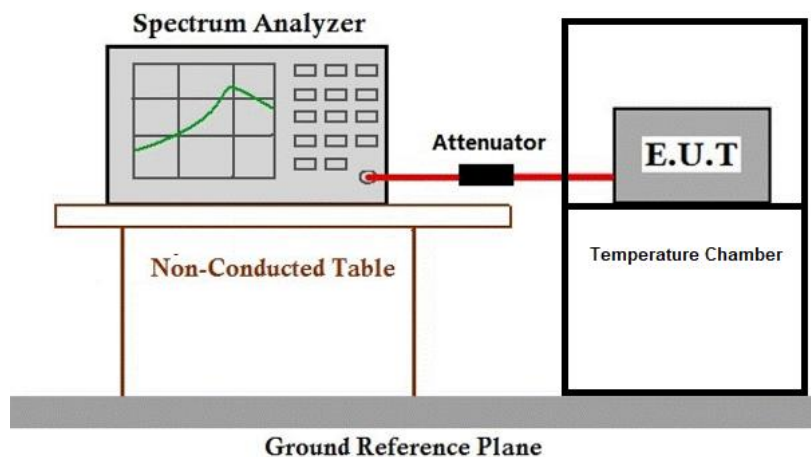 Spectrum Analyzer
Attenuator
E.U.T
Non-Conducted Table
Temperature Chamber
Ground Reference Plane